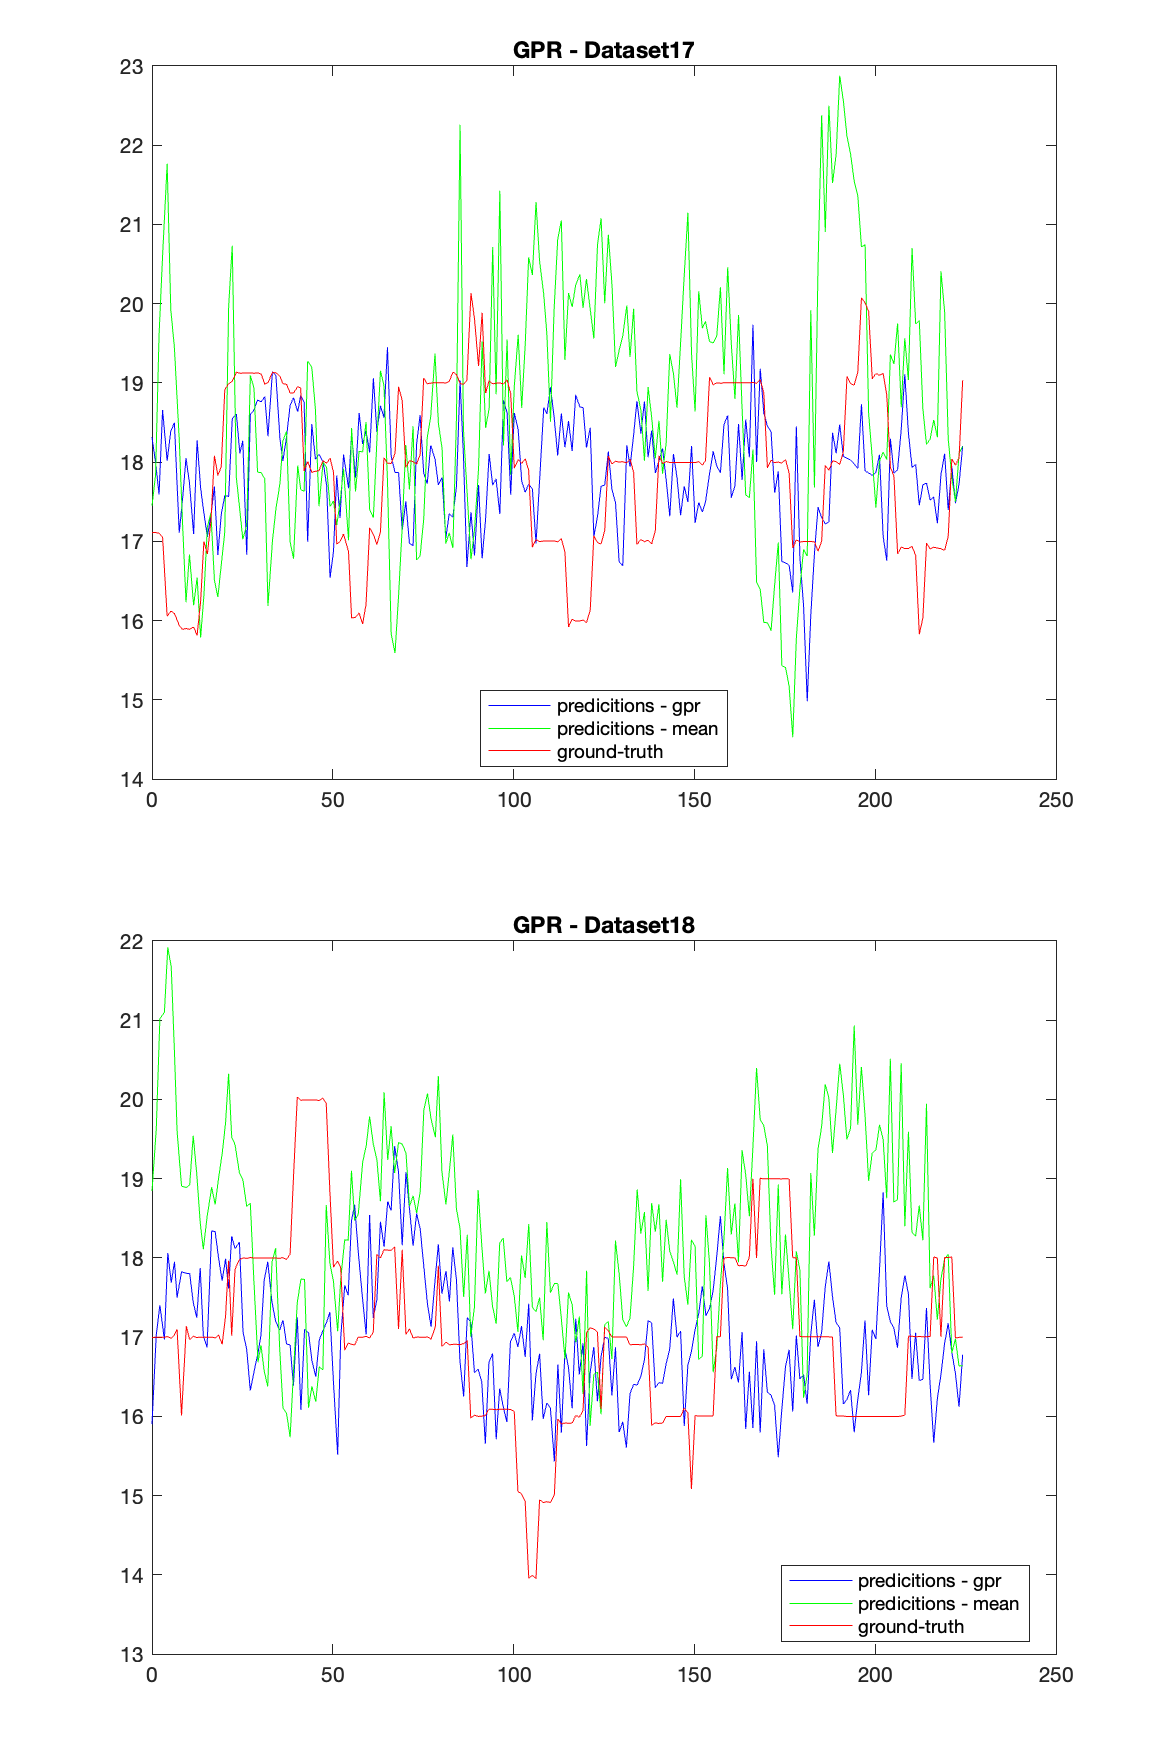 GPR - Dataset17
23
22
21
20
19
18
17
16
15
14
predicitions - gpr
predicitions - mean
ground-truth
0 50 100 150 200 250
GPR - Dataset18
22
21
20
19
18
17
16
15
14
13
predicitions - gpr
predicitions - mean
ground-truth
0 50 100 150 200 250